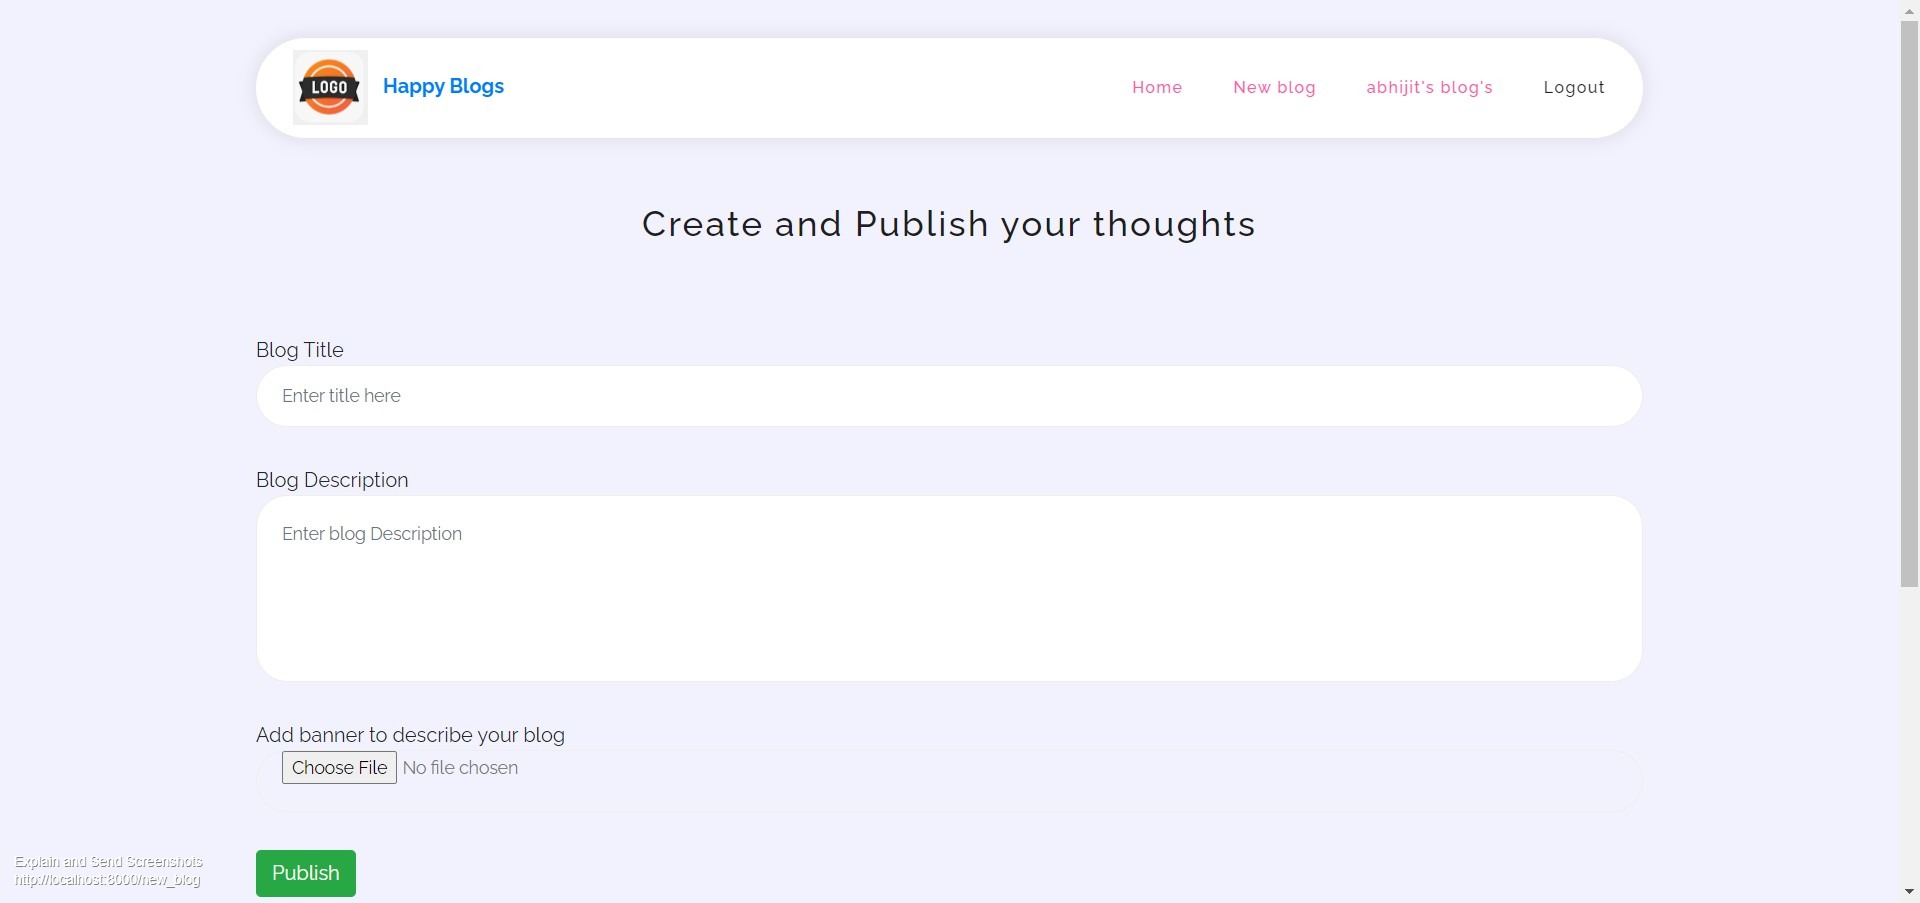 LOGO
Happy Blogs
Home
New blog
abhijit's blog's
Logout
Create and Publish your thoughts
Blog Title
Enter title here
Blog Description
Enter blog Description
Add banner to describe your blog
Choose File No file chosen
Publish
Explain and Send Screenshots
http://localhost:8000/new_blog